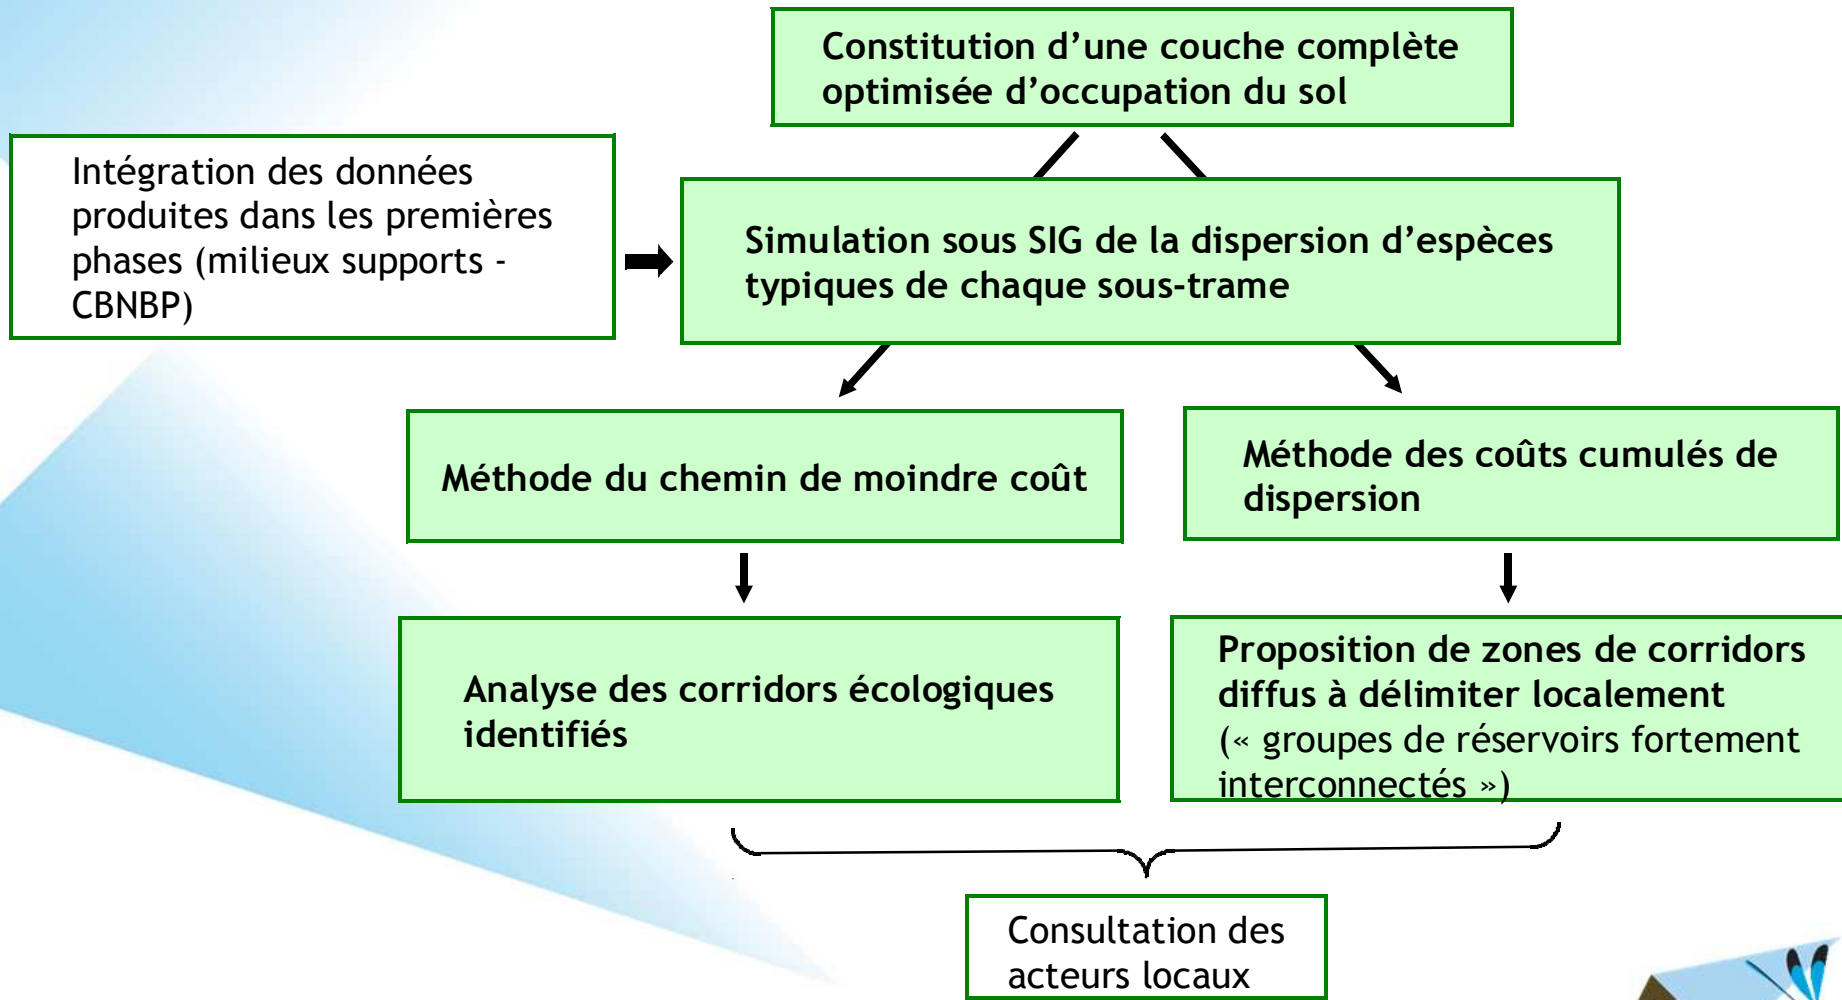 Constitution d’une couche complète
optimisée d’occupation du sol
Intégration des données
produites dans les premières
phases (milieux supports -
CBNBP)
Simulation sous SIG de la dispersion d’espèces
typiques de chaque sous-trame
Méthode du chemin de moindre coût
Méthode des coûts cumulés de
dispersion
Analyse des corridors écologiques
identifiés
Proposition de zones de corridors
diffus à délimiter localement
(« groupes de réservoirs fortement
interconnectés »)
Consultation des
acteurs locaux